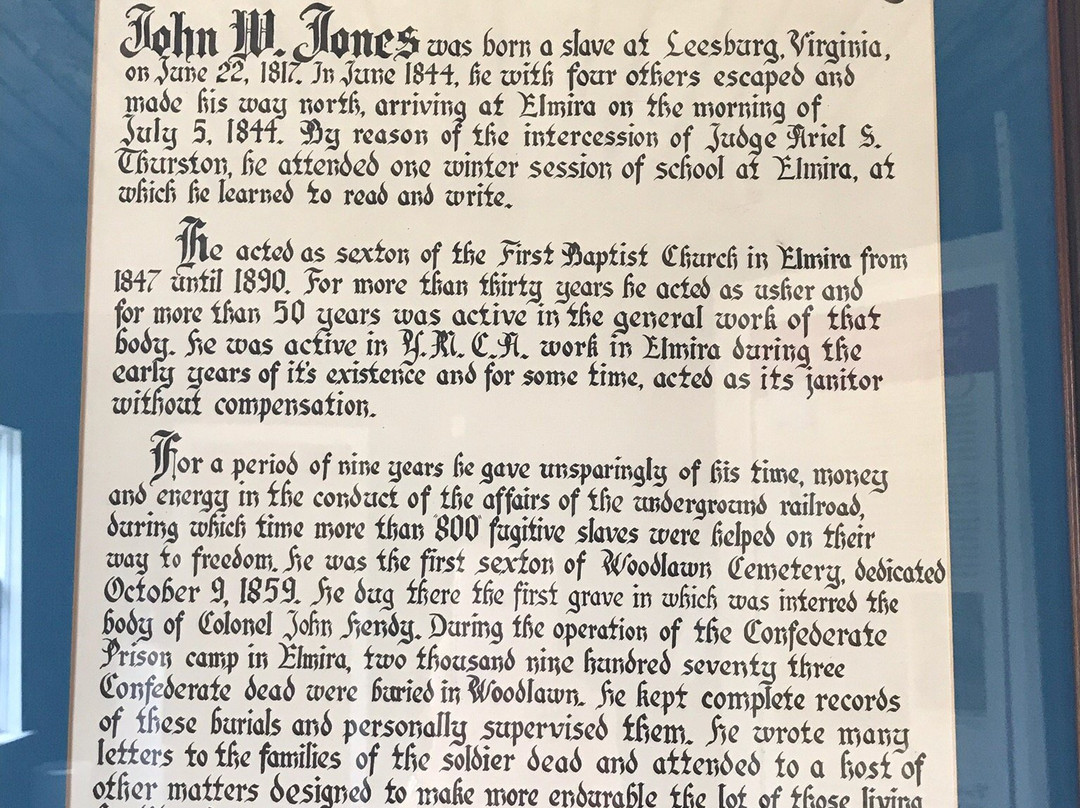 John W. Jones was born a slave at Leesburg, Virginia,
on June 22, 1817. In June 1844, he with four others escaped and
made his way north, arriving at Elmira on the morning of
July 5, 1844. By reason of the intercession of Judge Ariel S.
Thurston, he attended one winter session of school at Elmira, at
which he learned to read and write.
He acted as sexton of the First Baptist Church in Elmira from
1847 until 1890. For more than thirty years he acted as usher and
for more than 50 years was active in the general work of that
body. He was active in Y.M.C.A. work in Elmira during the
early years of it's existence and for some time, acted as its janitor
without compensation.
For a period of nine years he gave unsparingly of his time, money
and energy in the conduct of the affairs of the underground railroad,
during which time more than 800 fugitive slaves were helped on their
way to freedom. He was the first sexton of Woodlawn Cemetery, dedicated
October 9, 1859. He dug there the first grave in which was interred the
body of Colonel John Hendy. During the operation of the Confederate
Prison camp in Elmira, two thousand nine hundred seventy three
Confederate dead were buried in Woodlawn. He kept complete records
of these burials and personally supervised them. He wrote many
letters to the families of the soldier dead and attended to a host of
other matters designed to make more endurable the lot of those living